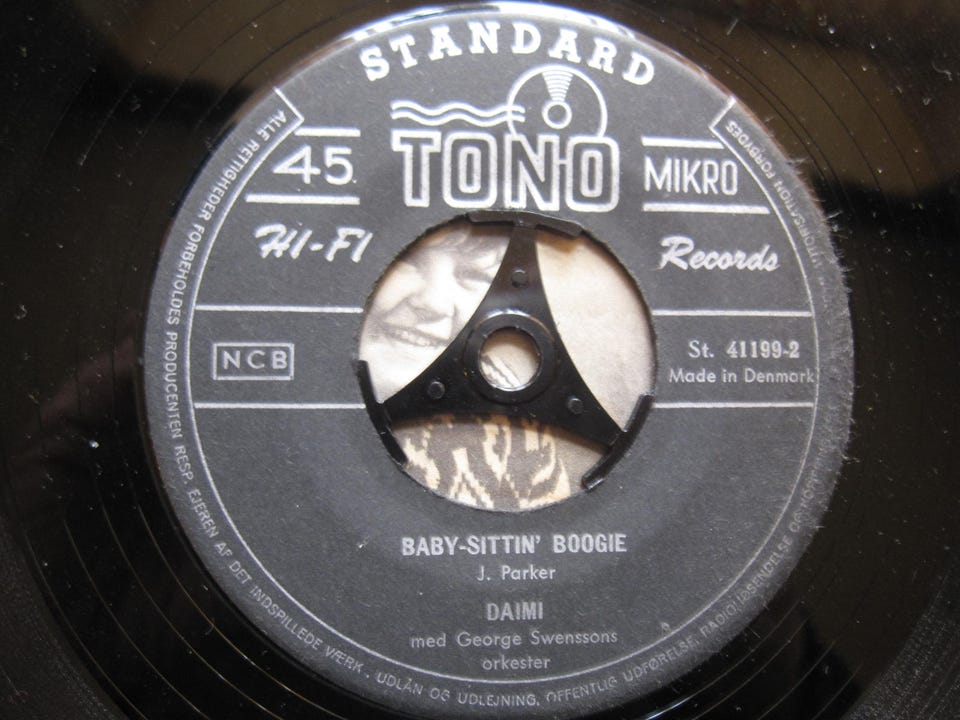 STANDARD
TONO
45
MIKRO
HI-FI
Records
NCB
St. 41199-2
Made in Denmark
BABY-SITTIN' BOOGIE
J. Parker
DAIMI
med George Swenssons
orkester
ALLE RETTIGHEDER FORBEHOLDES PRODUCENTEN RESP. EJEREN AF DET INDSPILLEDE VÆRK. UDLÅN OG UDLEJNING, OFFENTLIG UDFØRELSE, RADIOUDSENDELSE OG FORBYDES